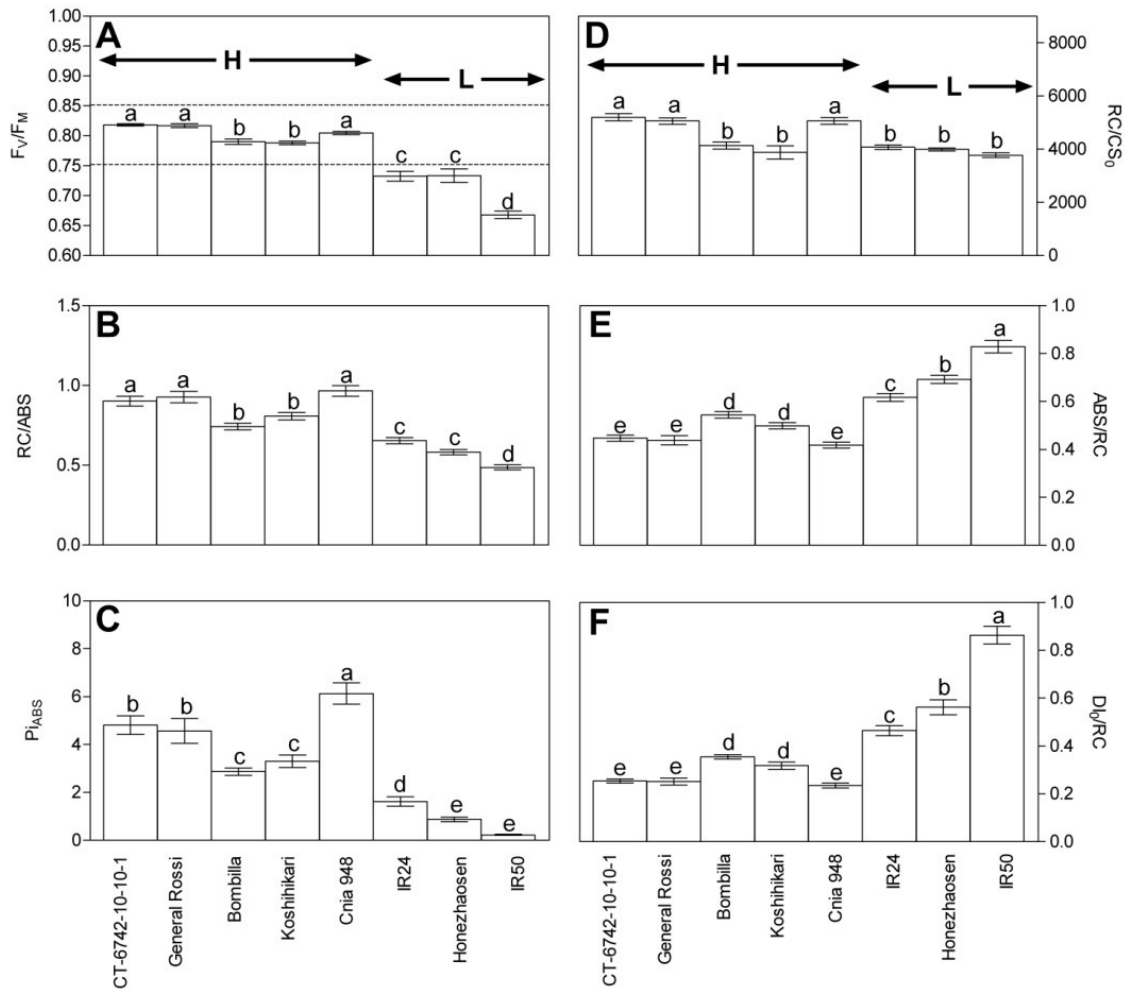 A
H
L
1.00
0.95
0.90
0.85
0.80
0.75
0.70
0.65
0.60
FV/FM
a a b b a c c d
D
H
L
8000
6000
4000
2000
0
RC/CS0
a a b b a b b b
B
1.5
1.0
0.5
0.0
RC/ABS
a a b b a c c d
E
1.0
0.8
0.6
0.4
0.2
0.0
ABS/RC
e e d d e c b a
C
10
8
6
4
2
0
PiABS
b b c c a d e e
CT-6742-10-10-1
General Rossi
Bombilla
Koshihikari
Cnia 948
IR24
Honezhaosen
IR50
F
1.0
0.8
0.6
0.4
0.2
0.0
DI0/RC
e e d d e c b a
CT-6742-10-10-1
General Rossi
Bombilla
Koshihikari
Cnia 948
IR24
Honezhaosen
IR50